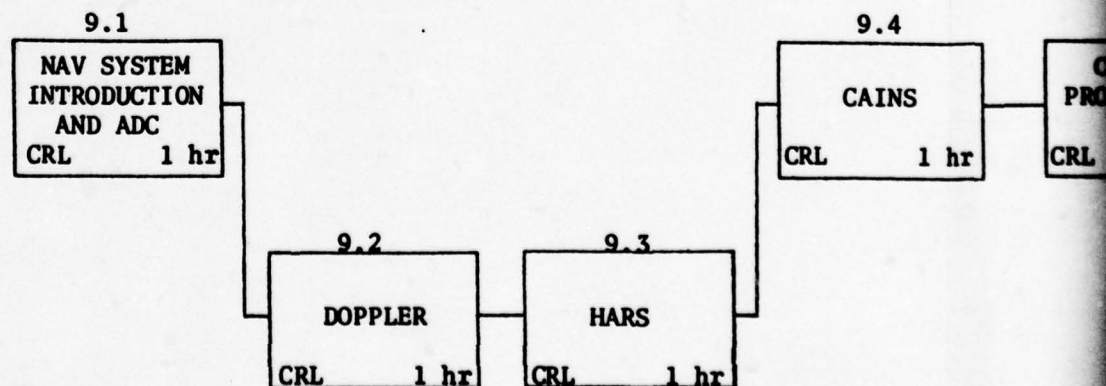 9.1
NAV SYSTEM
INTRODUCTION
AND ADC
CRL 1 hr
9.2
DOPPLER
CRL 1 hr
9.3
HARS
CRL 1 hr
9.4
CAINS
CRL 1 hr
CRL